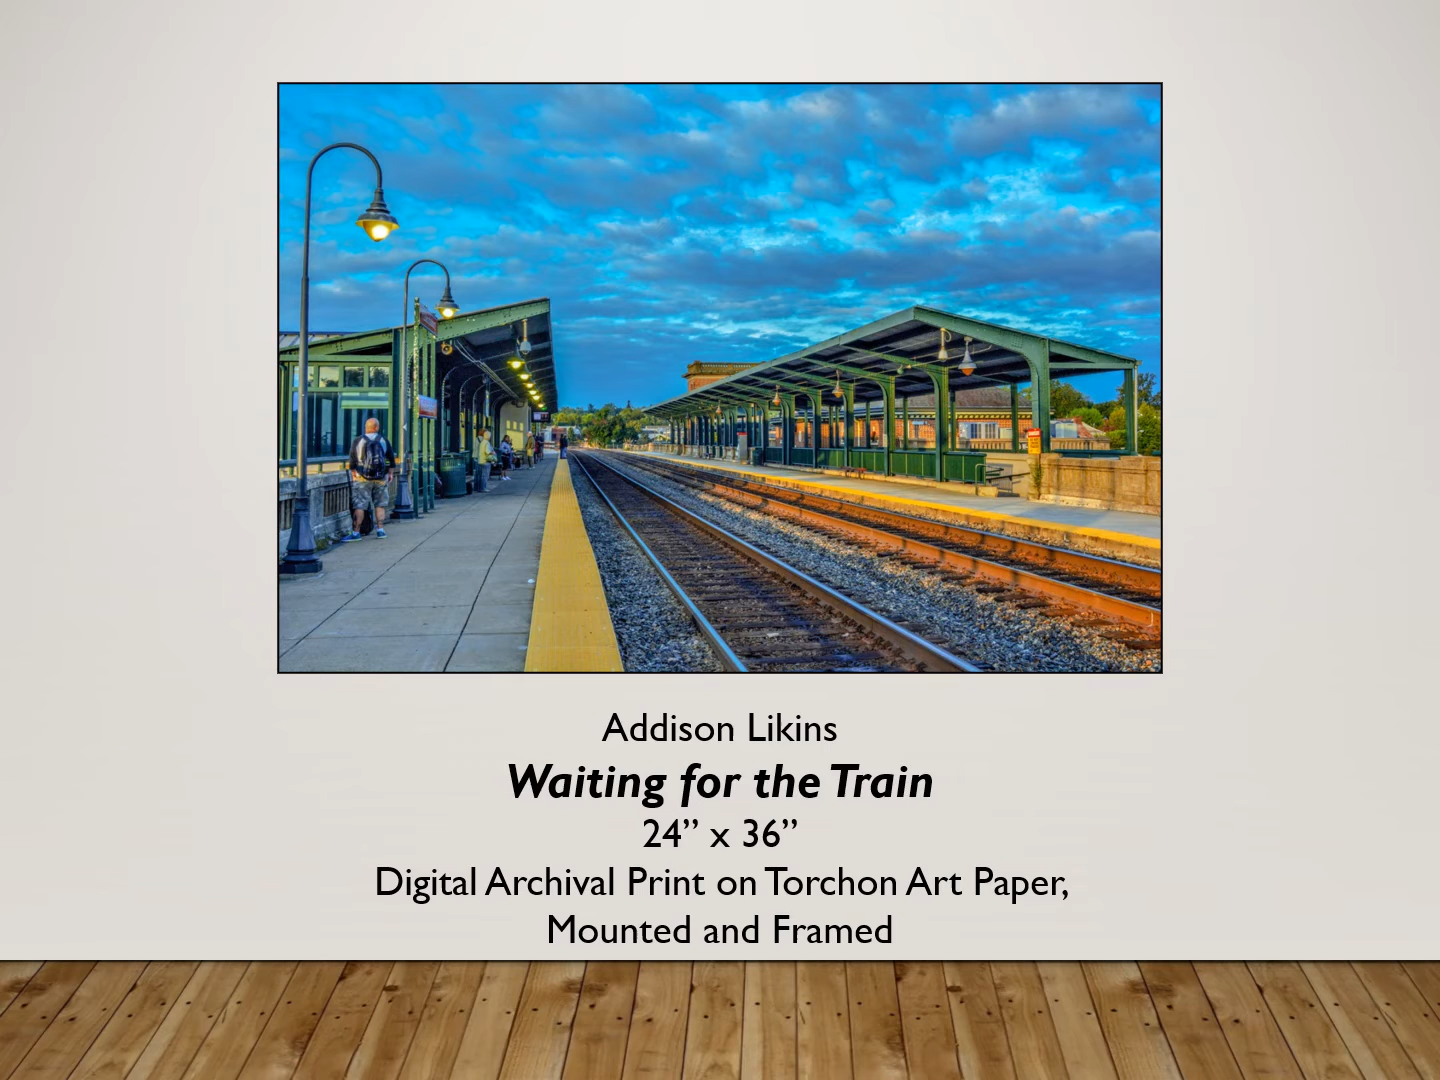 Addison Likins
Waiting for the Train
24” x 36”
Digital Archival Print on Torchon Art Paper,
Mounted and Framed